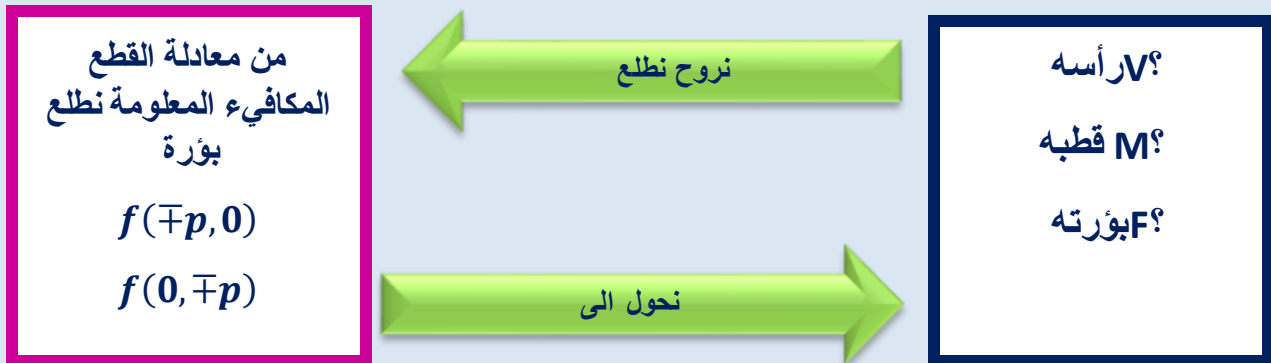 ؟Vرأسه
؟M قطبه
؟Fبؤرته
نروح نطلع
من معادلة القطع
المكافيء المعلومة نطلع
بؤرة
f(∓p, 0)
f(0, ∓p)
نحول الى